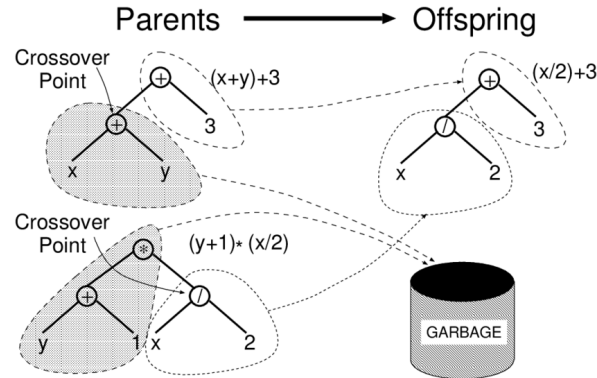 Parents
Offspring
Crossover
Point
+
(x+y)+3
+
3
x
y
+
(x/2)+3
/
3
x
2
Crossover
Point
*
(y+1)* (x/2)
+
/
y
1
x
2
GARBAGE